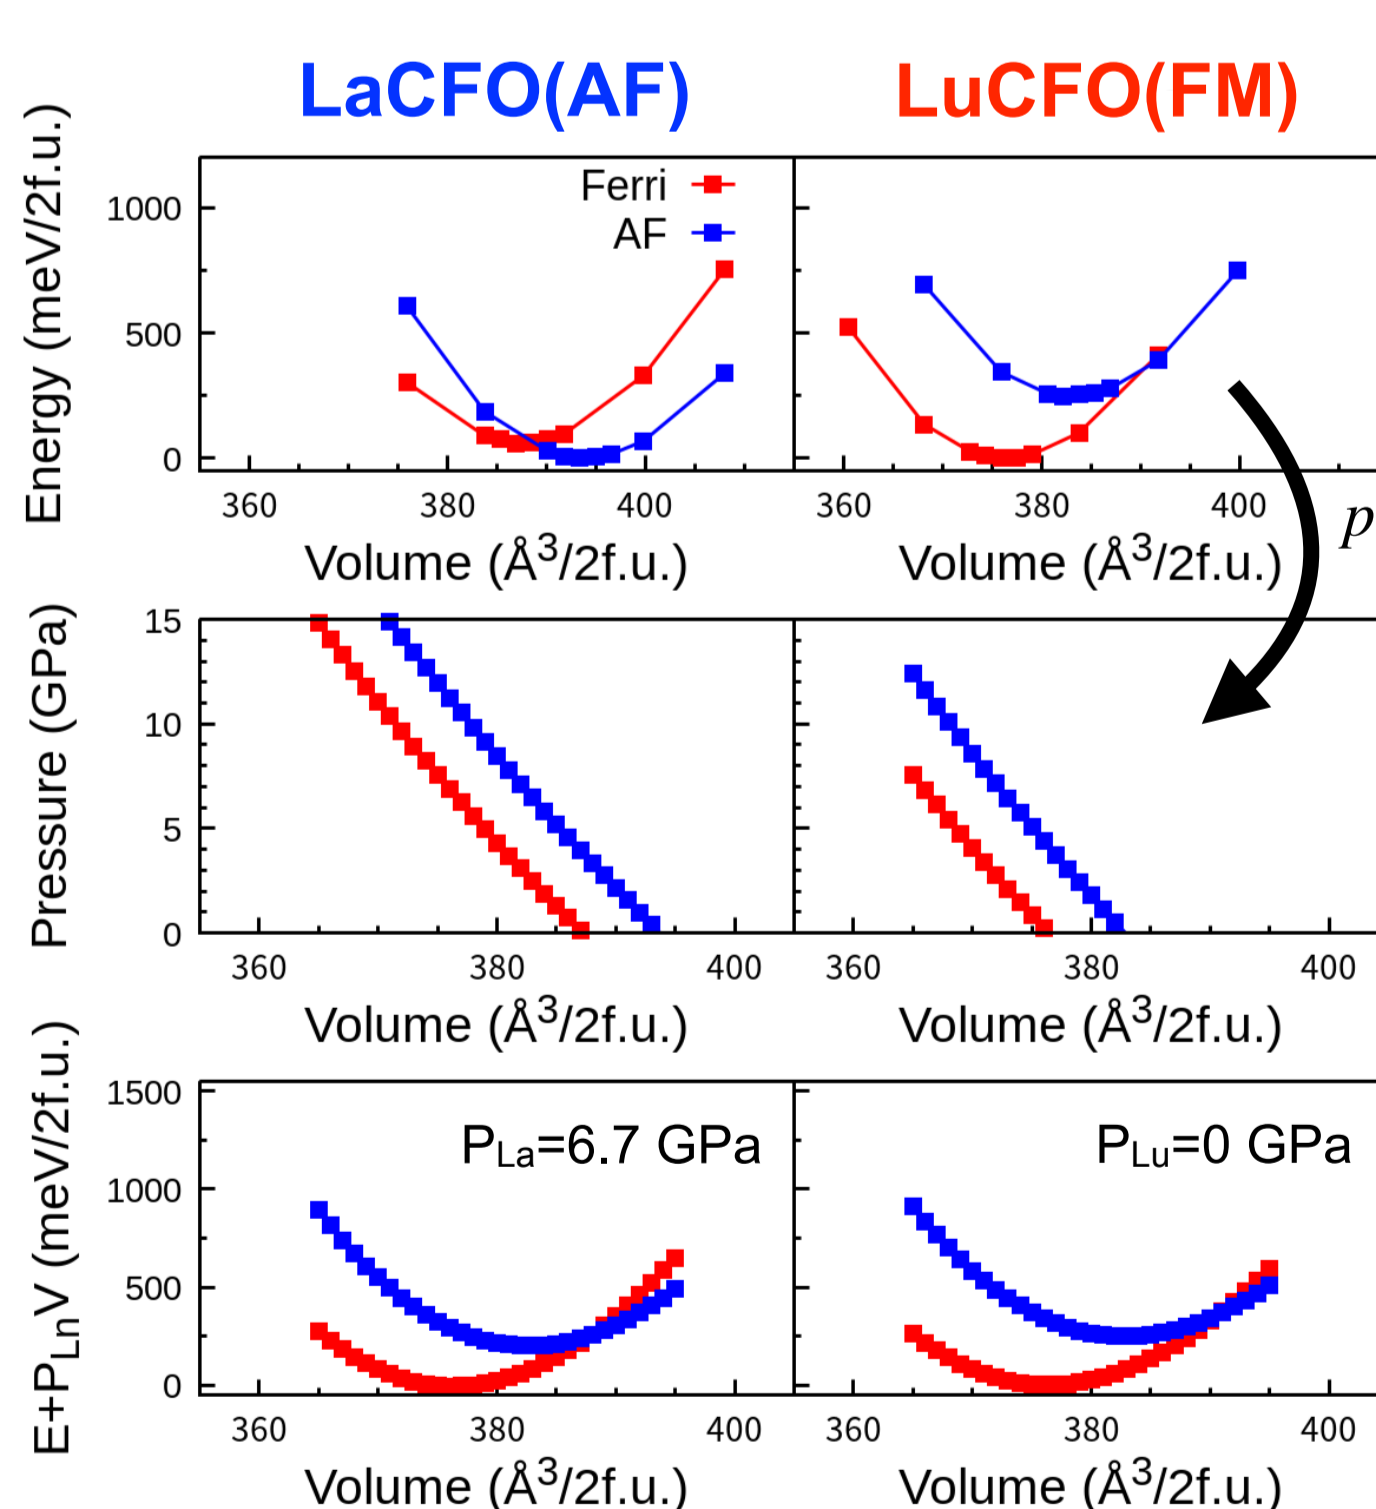 LaCFO(AF) LuCFO(FM)
Energy (meV/2f.u.)
1000
500
0
Ferri
AF
360 380 400 360 380 400
p
Volume (Å³/2f.u.) Volume (Å³/2f.u.)
Pressure (GPa)
15
10
5
0
360 380 400 360 380 400
Volume (Å³/2f.u.) Volume (Å³/2f.u.)
E+P_LnV (meV/2f.u.)
1500
1000
500
0
P_La=6.7 GPa P_Lu=0 GPa
360 380 400 360 380 400
Volume (Å³/2f.u.) Volume (Å³/2f.u.)